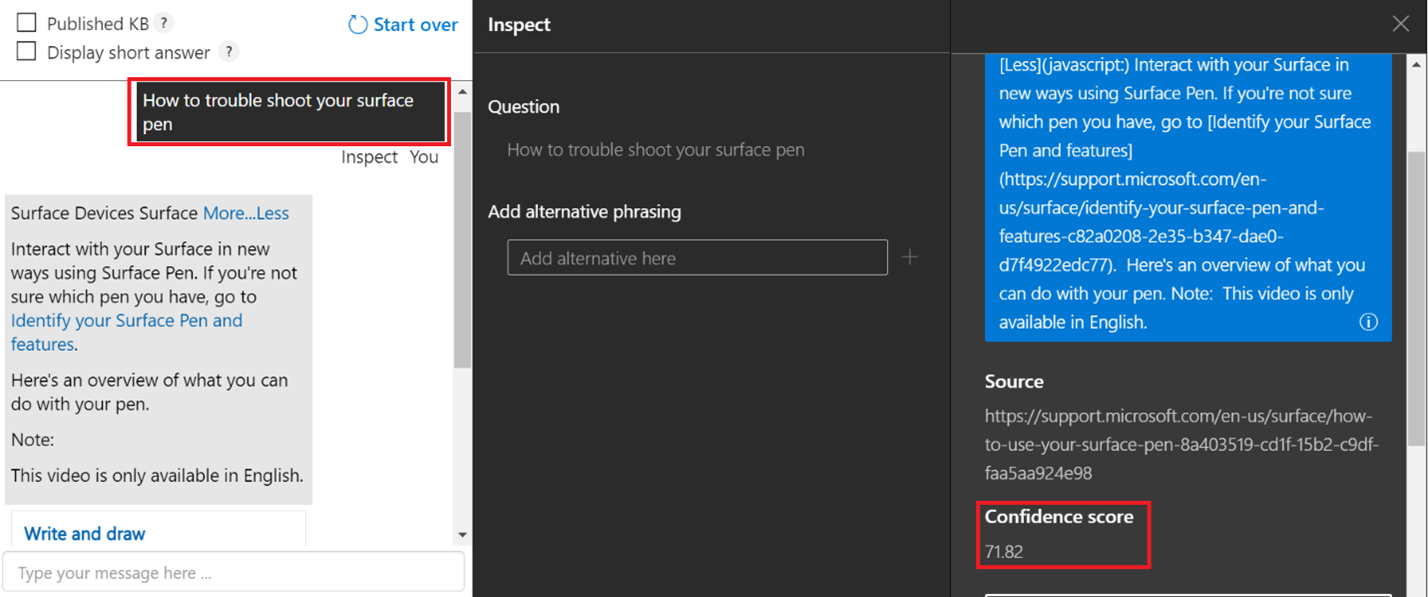 Published KB ?
Display short answer ?
Start over
How to trouble shoot your surface
pen
Inspect You
Surface Devices Surface More...Less
Interact with your Surface in new
ways using Surface Pen. If you're not
sure which pen you have, go to
Identify your Surface Pen and
features.
Here's an overview of what you can
do with your pen.
Note:
This video is only available in English.
Write and draw
Type your message here ...
Inspect
Question
How to trouble shoot your surface pen
Add alternative phrasing
Add alternative here
[Less](javascript:) Interact with your Surface in
new ways using Surface Pen. If you're not sure
which pen you have, go to [Identify your Surface
Pen and features]
(https://support.microsoft.com/en-
us/surface/identify-your-surface-pen-and-
features-c82a0208-2e35-b347-dae0-
d7f4922edc77). Here's an overview of what you
can do with your pen. Note: This video is only
available in English.
Source
https://support.microsoft.com/en-us/surface/how-
to-use-your-surface-pen-8a403519-cd1f-15b2-c9df-
faa5aa924e98
Confidence score
71.82